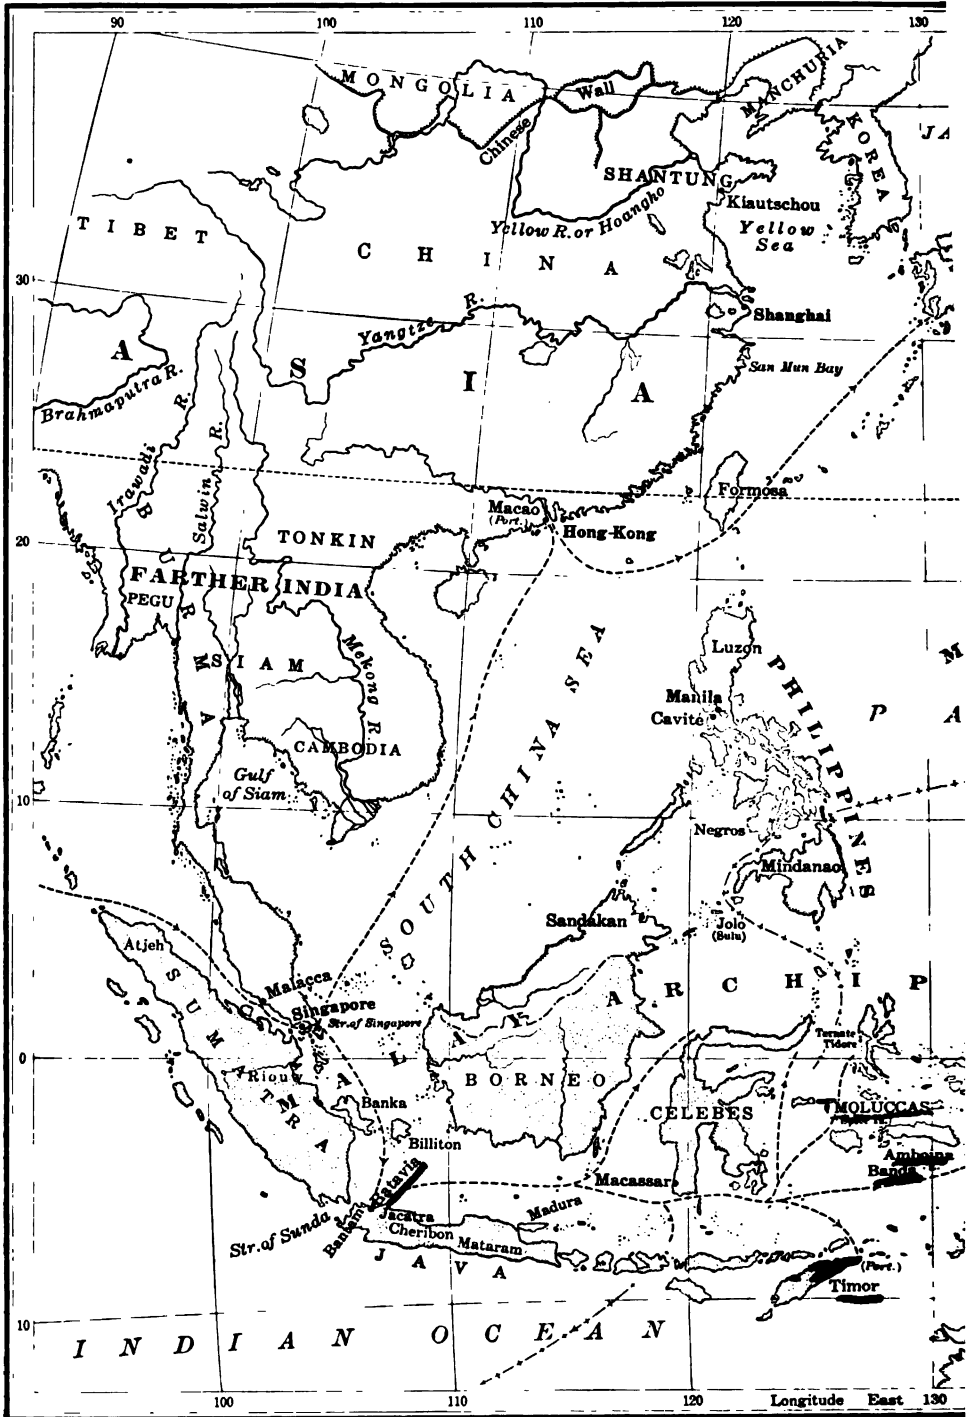 90 100 110 120 130
MONGOLIA
Chinese Wall
MANCHURIA
KOREA
JA
SHANTUNG
Kiautschou
Yellow R. or Hoangho
Yellow
Sea
TIBET
CHINA
30
Yangtze R.
Shanghai
ASIA
San Mun Bay
Brahmaputra R.
Irawadi R.
Salwin R.
Formosa
Macao
(Port.)
Hong-Kong
20
TONKIN
BURMA
FARTHER INDIA
PEGU
SIAM
Mekong R
Luzon
PHILIPPINES
M
PA
Manila
Cavité
CAMBODIA
Gulf
of Siam
SOUTH CHINA SEA
10
Negros
Mindanao
Sandakan
Jolo
(Sulu)
Atjeh
SUMATRA
Malacca
Singapore
Str. of Singapore
MALAY ARCHIP
Ternate
Tidore
0
Riouw
BORNEO
Banka
CELEBES
MOLUCCAS
Billiton
Amboina
Banda
Macassar
Batavia
Madura
Jacatra
Bantam
Cheribon
Mataram
Str. of Sunda
JAVA
(Port.)
Timor
10
INDIAN OCEAN
100 110 120 Longitude East 130